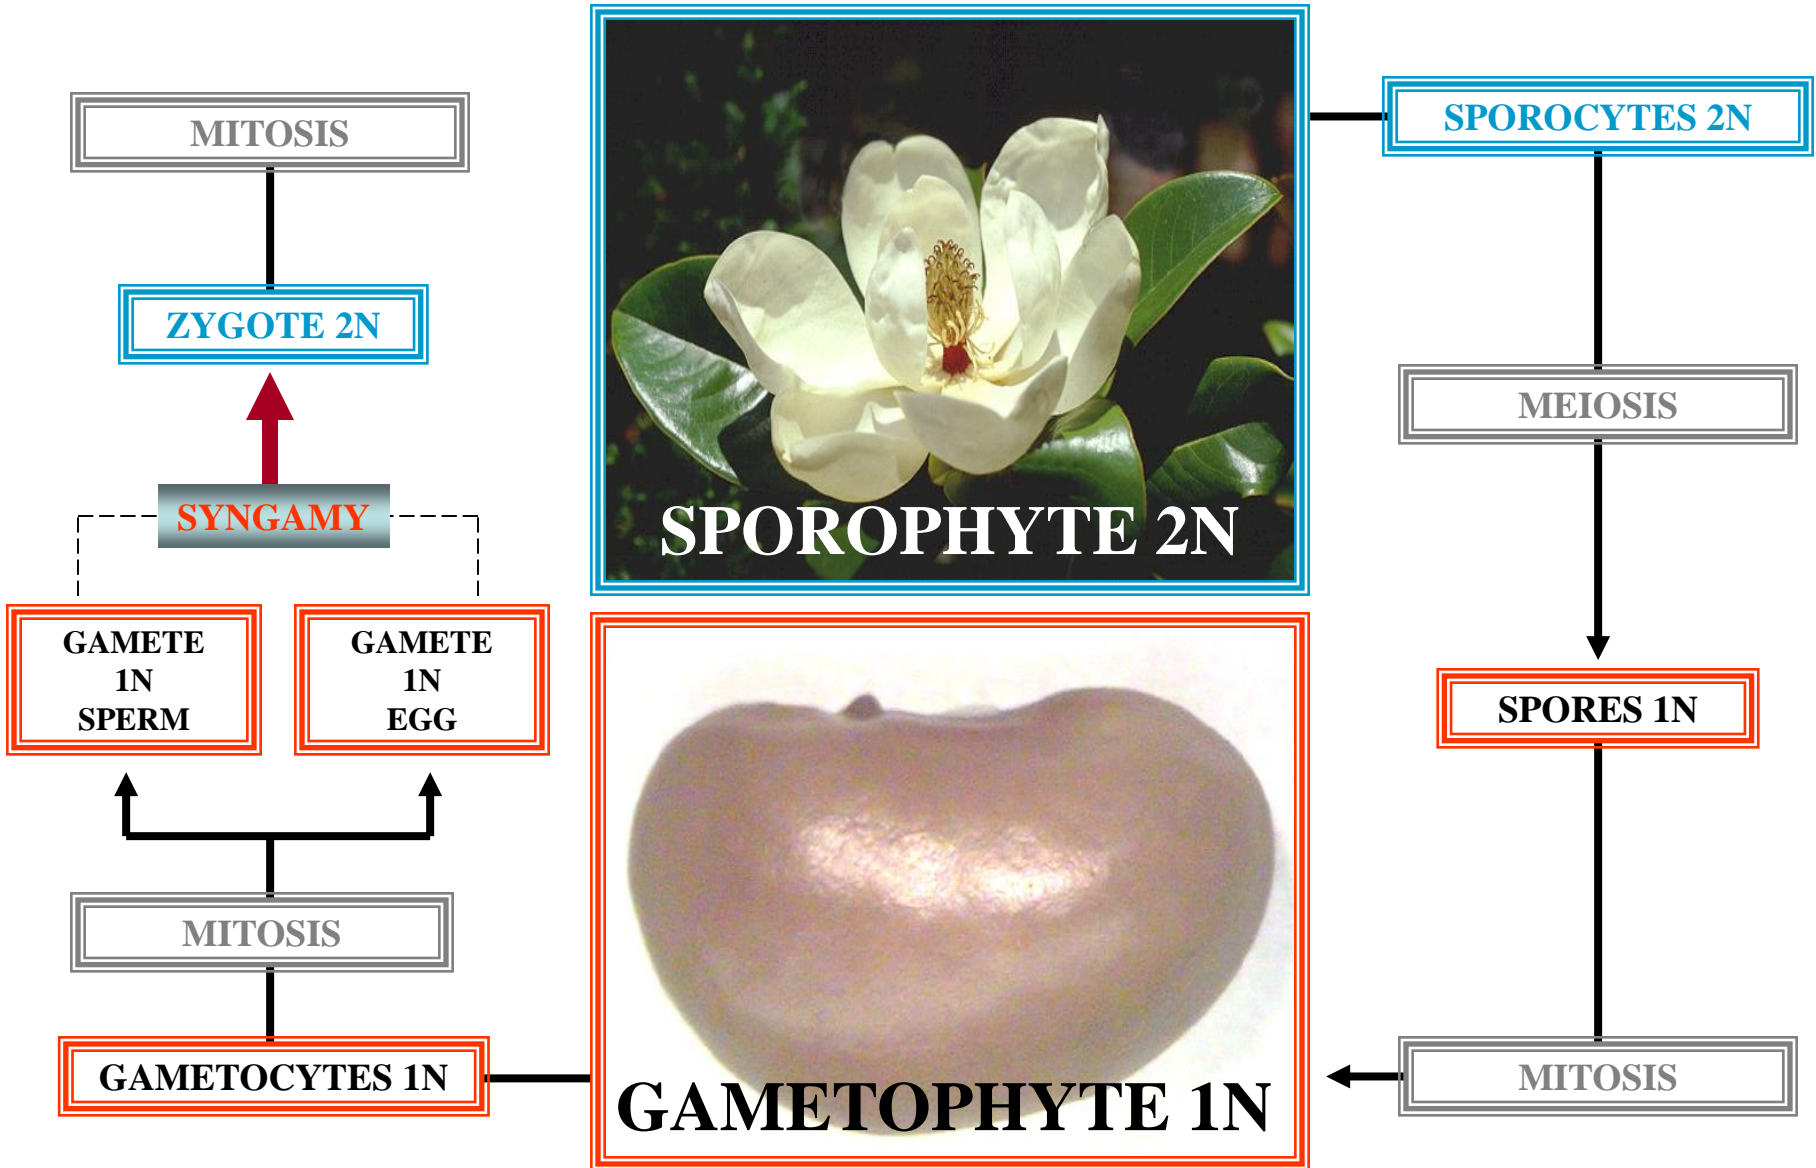 MITOSIS
ZYGOTE 2N
SYNGAMY
GAMETE
1N
SPERM
GAMETE
1N
EGG
MITOSIS
GAMETOCYTES 1N
SPOROPHYTE 2N
GAMETOPHYTE 1N
SPOROCYTES 2N
MEIOSIS
SPORES 1N
MITOSIS